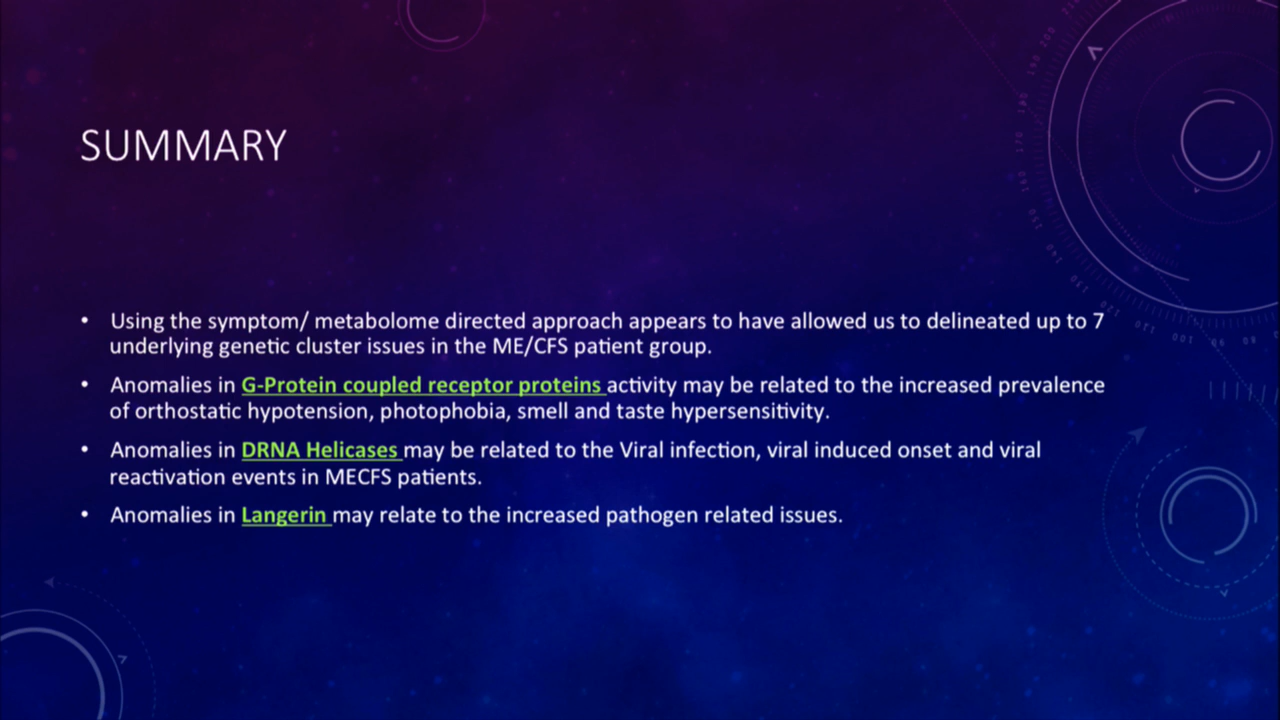 SUMMARY
• Using the symptom/ metabolome directed approach appears to have allowed us to delineated up to 7
underlying genetic cluster issues in the ME/CFS patient group.
• Anomalies in G-Protein coupled receptor proteins activity may be related to the increased prevalence
of orthostatic hypotension, photophobia, smell and taste hypersensitivity.
• Anomalies in DRNA Helicases may be related to the Viral infection, viral induced onset and viral
reactivation events in MECFS patients.
• Anomalies in Langerin may relate to the increased pathogen related issues.